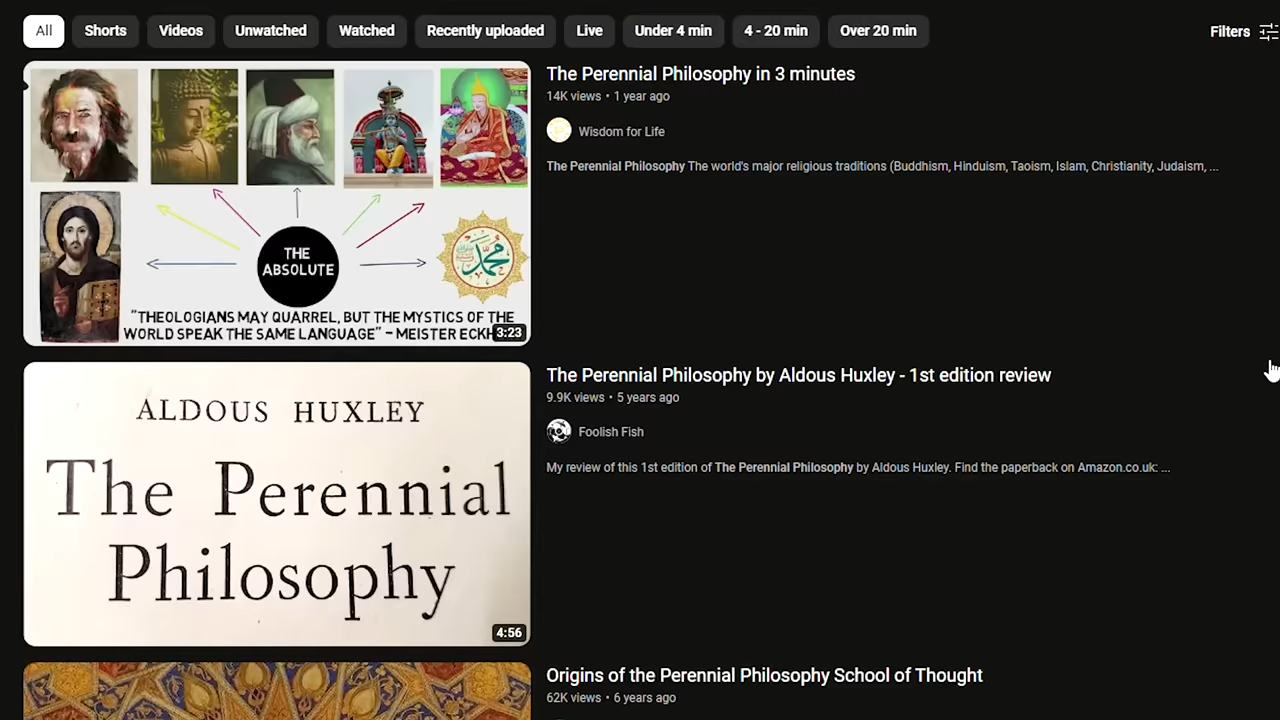 All
Shorts
Videos
Unwatched
Watched
Recently uploaded
Live
Under 4 min
4 - 20 min
Over 20 min
Filters
THE
ABSOLUTE
"THEOLOGIANS MAY QUARREL, BUT THE MYSTICS OF THE
WORLD SPEAK THE SAME LANGUAGE" - MEISTER
3:23
The Perennial Philosophy in 3 minutes
14K views • 1 year ago
Wisdom for Life
The Perennial Philosophy The world's major religious traditions (Buddhism, Hinduism, Taoism, Islam, Christianity, Judaism, ...
ALDOUS HUXLEY
The Perennial
Philosophy
4:56
The Perennial Philosophy by Aldous Huxley - 1st edition review
9.9K views • 5 years ago
Foolish Fish
My review of this 1st edition of The Perennial Philosophy by Aldous Huxley. Find the paperback on Amazon.co.uk: ...
Origins of the Perennial Philosophy School of Thought
62K views • 6 years ago